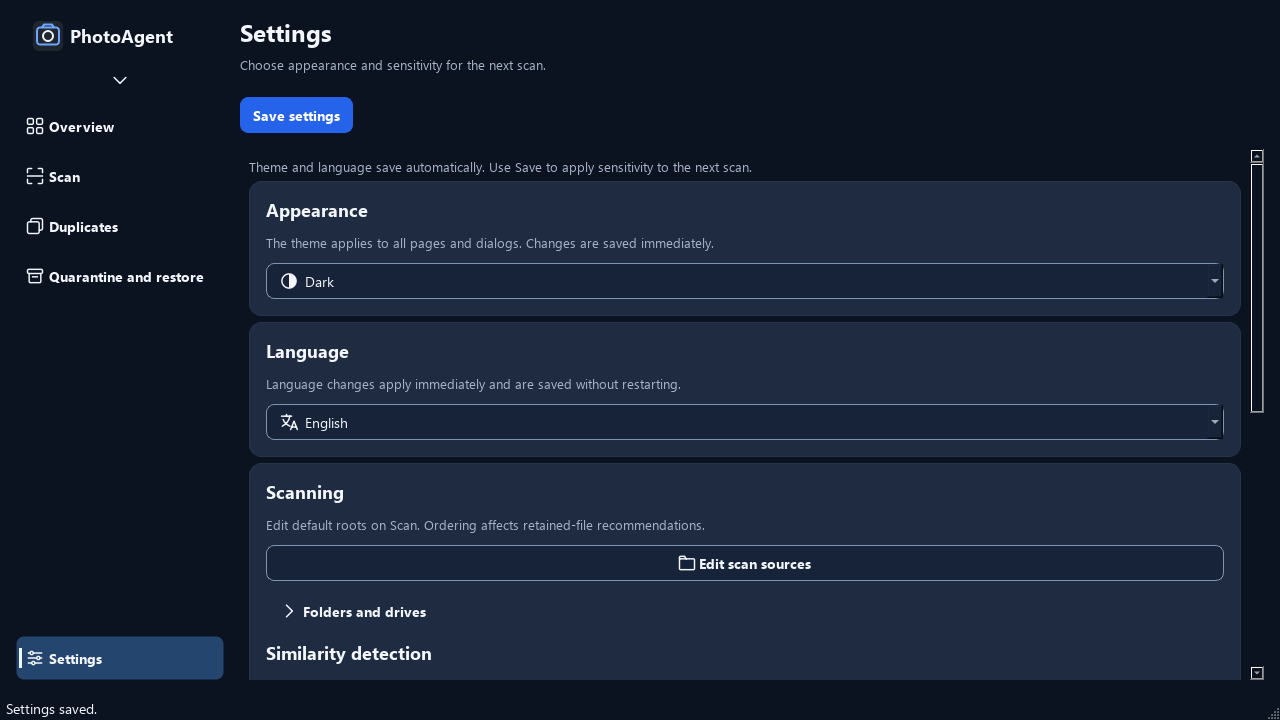 PhotoAgent
Overview
Scan
Duplicates
Quarantine and restore
Settings
Settings
Choose appearance and sensitivity for the next scan.
Save settings
Theme and language save automatically. Use Save to apply sensitivity to the next scan.
Appearance
The theme applies to all pages and dialogs. Changes are saved immediately.
Dark
Language
Language changes apply immediately and are saved without restarting.
English
Scanning
Edit default roots on Scan. Ordering affects retained-file recommendations.
Edit scan sources
Folders and drives
Similarity detection
Settings saved.